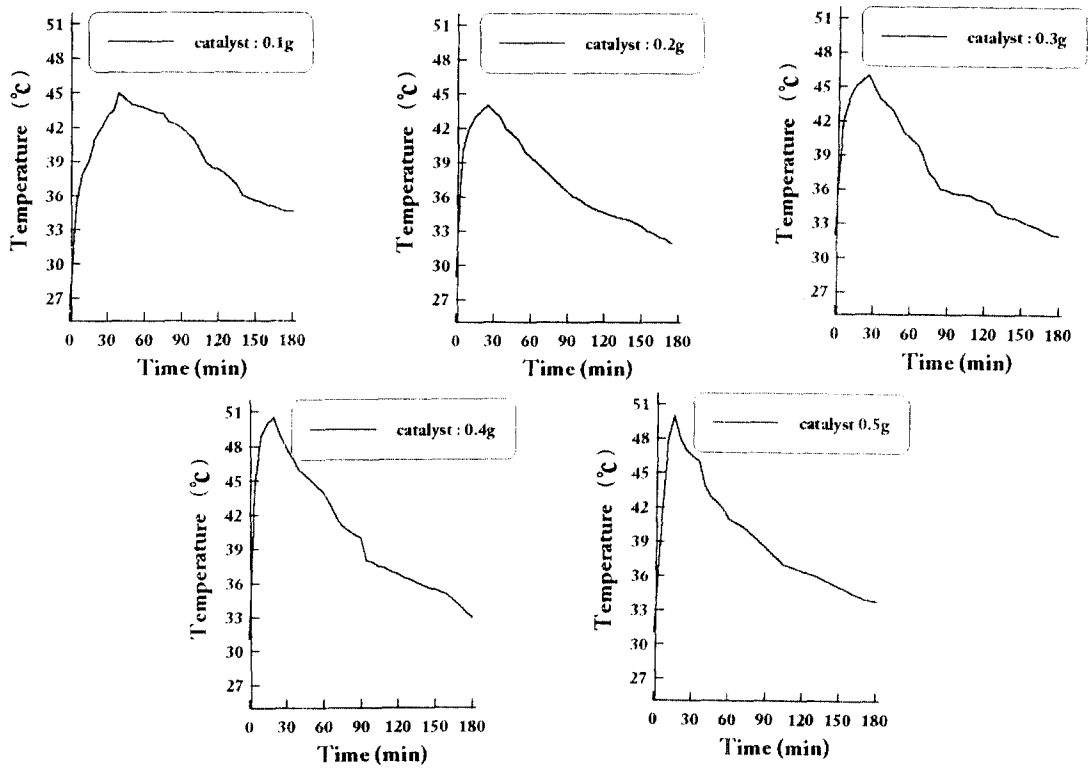 51
48
45
42
39
36
33
30
27
Temperature (℃)
catalyst : 0.1g
0 30 60 90 120 150 180
Time (min)
51
48
45
42
39
36
33
30
27
Temperature (℃)
catalyst : 0.2g
0 30 60 90 120 150 180
Time (min)
51
48
45
42
39
36
33
30
27
Temperature (℃)
catalyst : 0.3g
0 30 60 90 120 150 180
Time (min)
51
48
45
42
39
36
33
30
27
Temperature (℃)
catalyst : 0.4g
0 30 60 90 120 150 180
Time (min)
51
48
45
42
39
36
33
30
27
Temperature (℃)
catalyst 0.5g
0 30 60 90 120 150 180
Time (min)